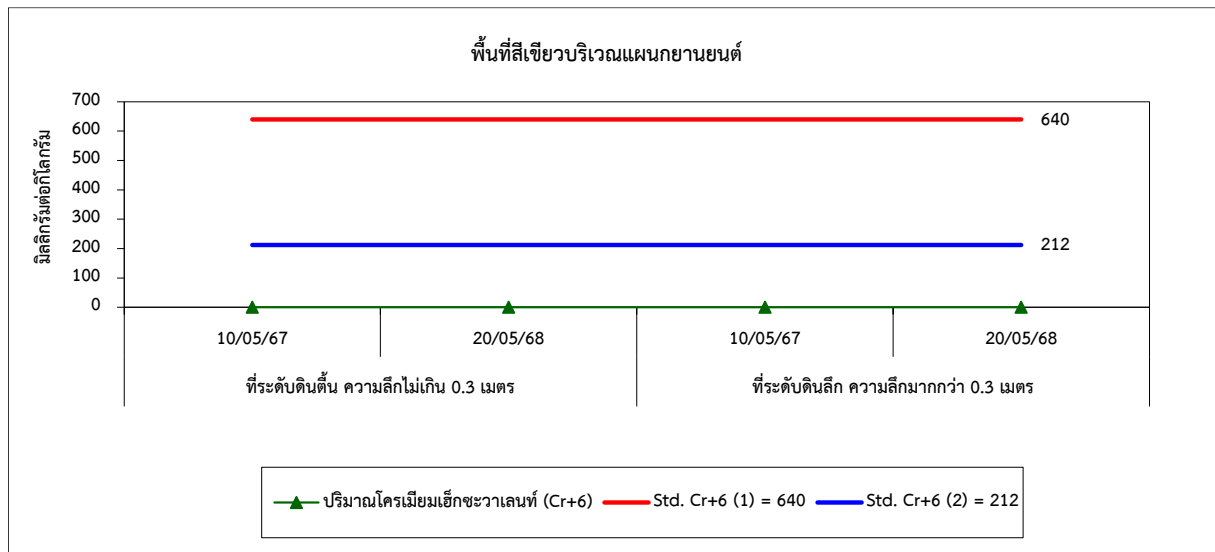 พื้นที่สีเขียวบริเวณแผนกยานยนต์
มิลลิกรัมต่อกิโลกรัม
700
600
500
400
300
200
100
0
640
212
10/05/67 20/05/68 10/05/67 20/05/68
ที่ระดับดินตื้น ความลึกไม่เกิน 0.3 เมตร ที่ระดับดินลึก ความลึกมากกว่า 0.3 เมตร
ปริมาณโครเมียมเฮ็กซะวาเลนท์ (Cr+6) Std. Cr+6 (1) = 640 Std. Cr+6 (2) = 212